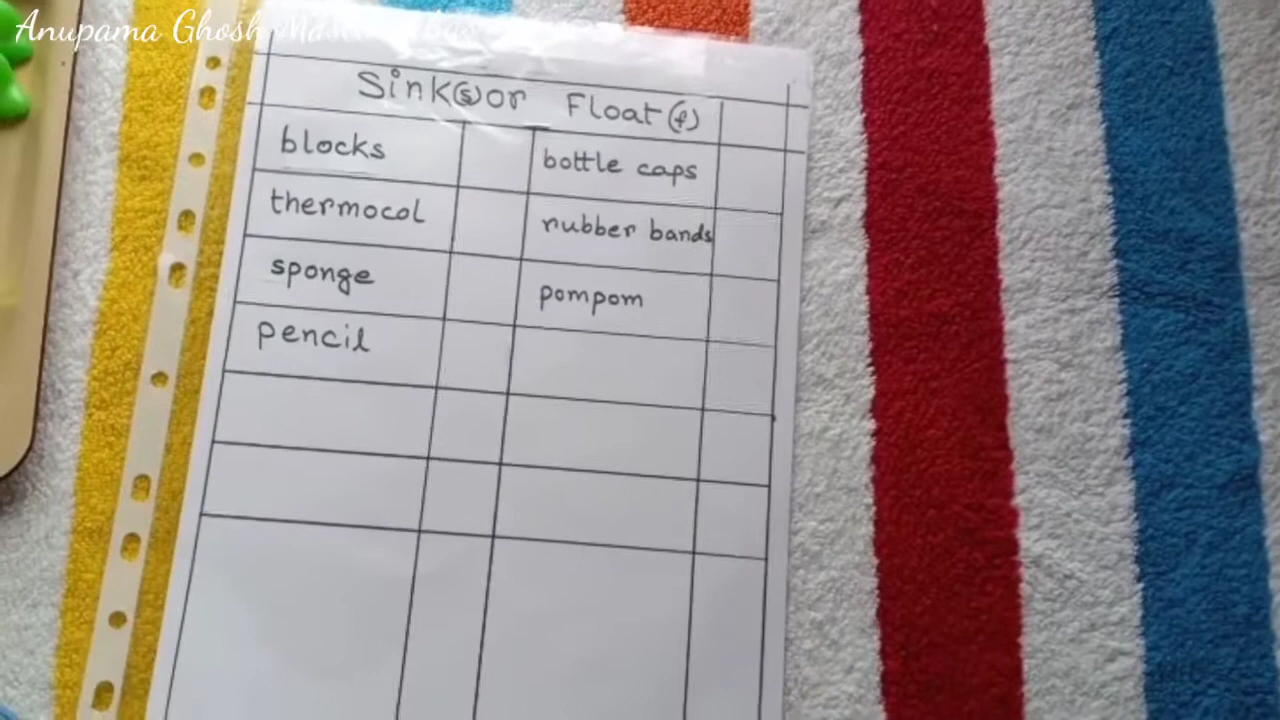 Anupama Ghosh
Sink(s) or Float(f)
blocks
bottle caps
thermocol
rubber bands
sponge
pompom
pencil